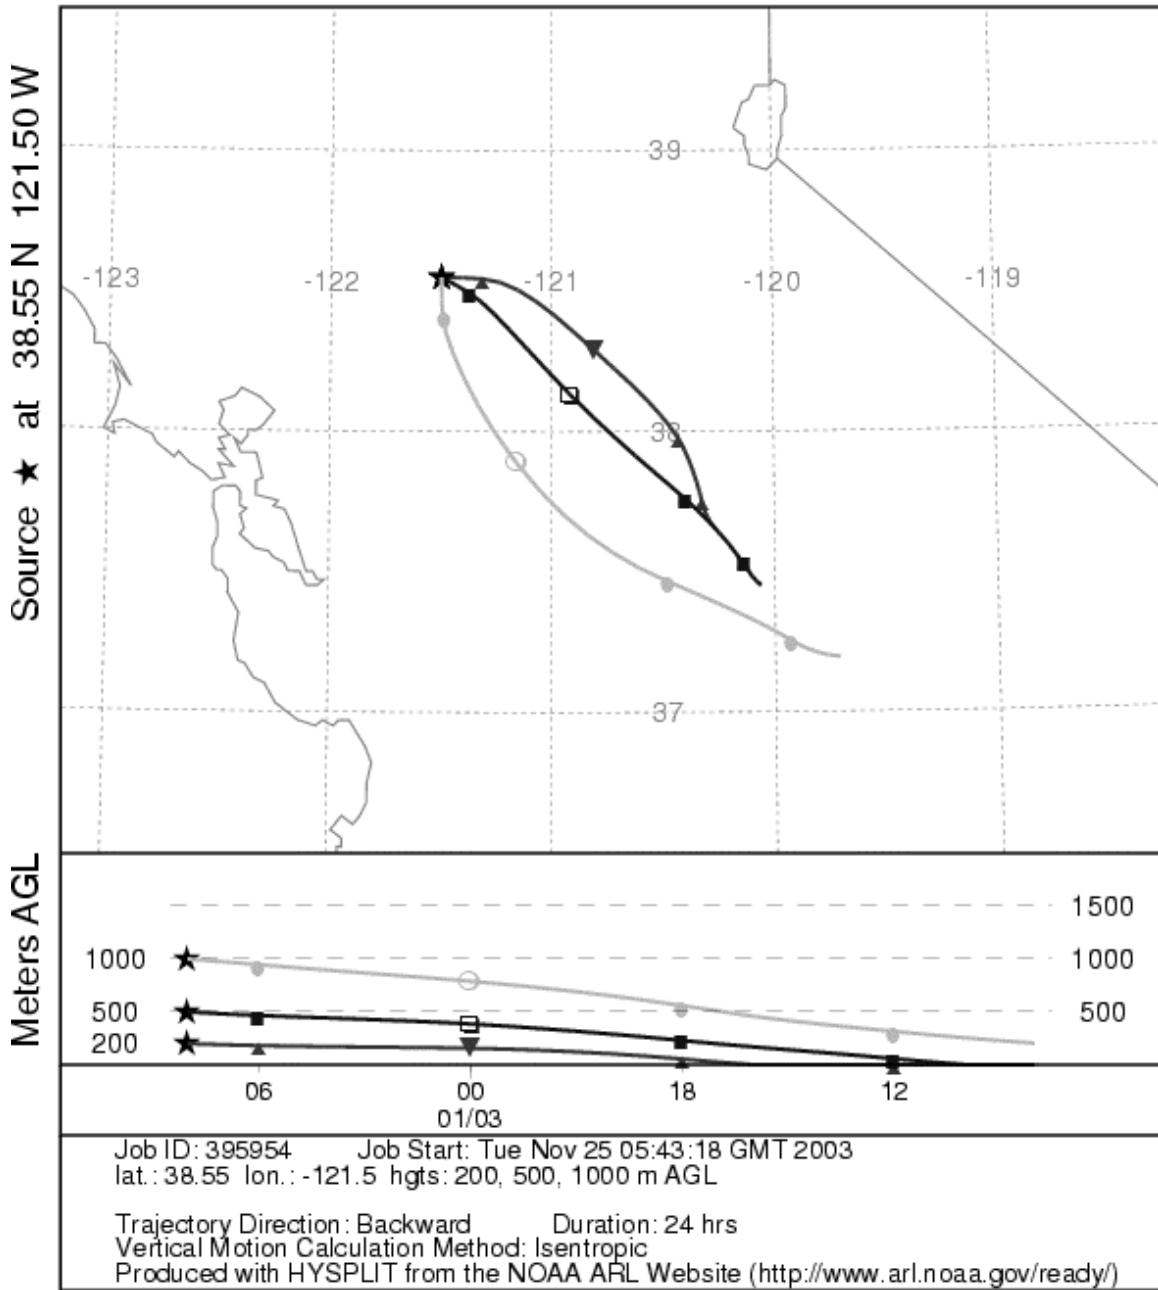 Source ★ at 38.55 N 121.50 W
39
-123 -122 -121 -120 -119
38
37
Meters AGL
1500
1000 1000
500 500
200
06 00 18 12
01/03
Job ID: 395954 Job Start: Tue Nov 25 05:43:18 GMT 2003
lat.: 38.55 lon.: -121.5 hgts: 200, 500, 1000 m AGL
Trajectory Direction: Backward Duration: 24 hrs
Vertical Motion Calculation Method: Isentropic
Produced with HYSPLIT from the NOAA ARL Website (http://www.arl.noaa.gov/ready/)